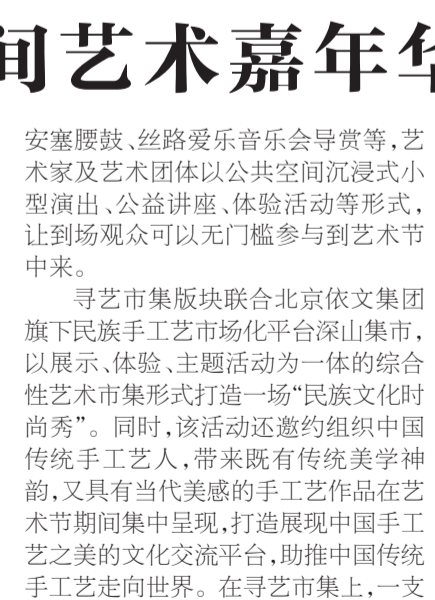 间艺术嘉年华
安塞腰鼓、丝路爱乐音乐会导赏等,艺
术家及艺术团体以公共空间沉浸式小
型演出、公益讲座、体验活动等形式,
让到场观众可以无门槛参与到艺术节
中来。
寻艺市集版块联合北京依文集团
旗下民族手工艺市场化平台深山集市,
以展示、体验、主题活动为一体的综合
性艺术市集形式打造一场“民族文化时
尚秀”。同时,该活动还邀约组织中国
传统手工艺人,带来既有传统美学神
韵,又具有当代美感的手工艺作品在艺
术节期间集中呈现,打造展现中国手工
艺之美的文化交流平台,助推中国传统
手工艺走向世界。在寻艺市集上,一支